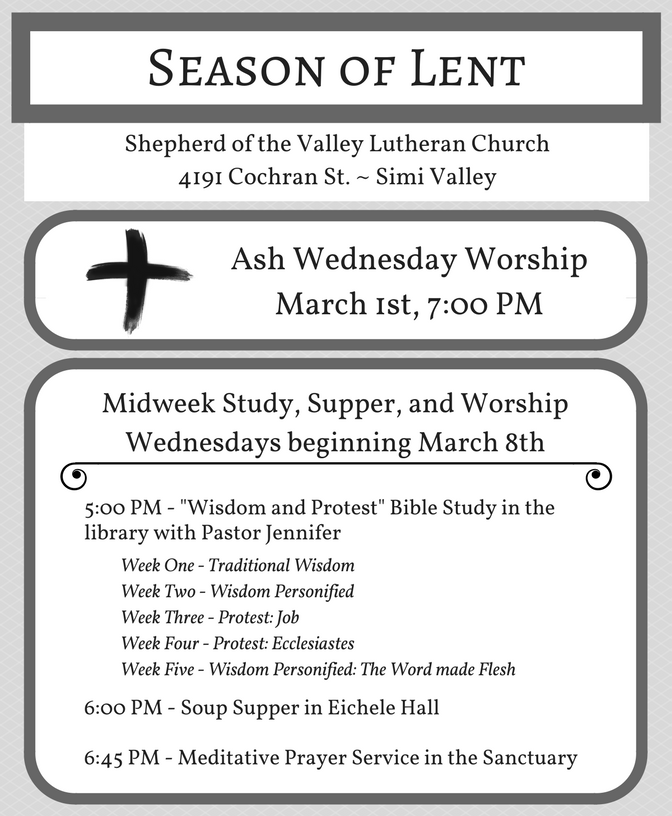 Season of Lent
Shepherd of the Valley Lutheran Church
4191 Cochran St. ~ Simi Valley
Ash Wednesday Worship
March 1st, 7:00 PM
Midweek Study, Supper, and Worship
Wednesdays beginning March 8th
5:00 PM - "Wisdom and Protest" Bible Study in the
library with Pastor Jennifer
Week One - Traditional Wisdom
Week Two - Wisdom Personified
Week Three - Protest: Job
Week Four - Protest: Ecclesiastes
Week Five - Wisdom Personified: The Word made Flesh
6:00 PM - Soup Supper in Eichele Hall
6:45 PM - Meditative Prayer Service in the Sanctuary